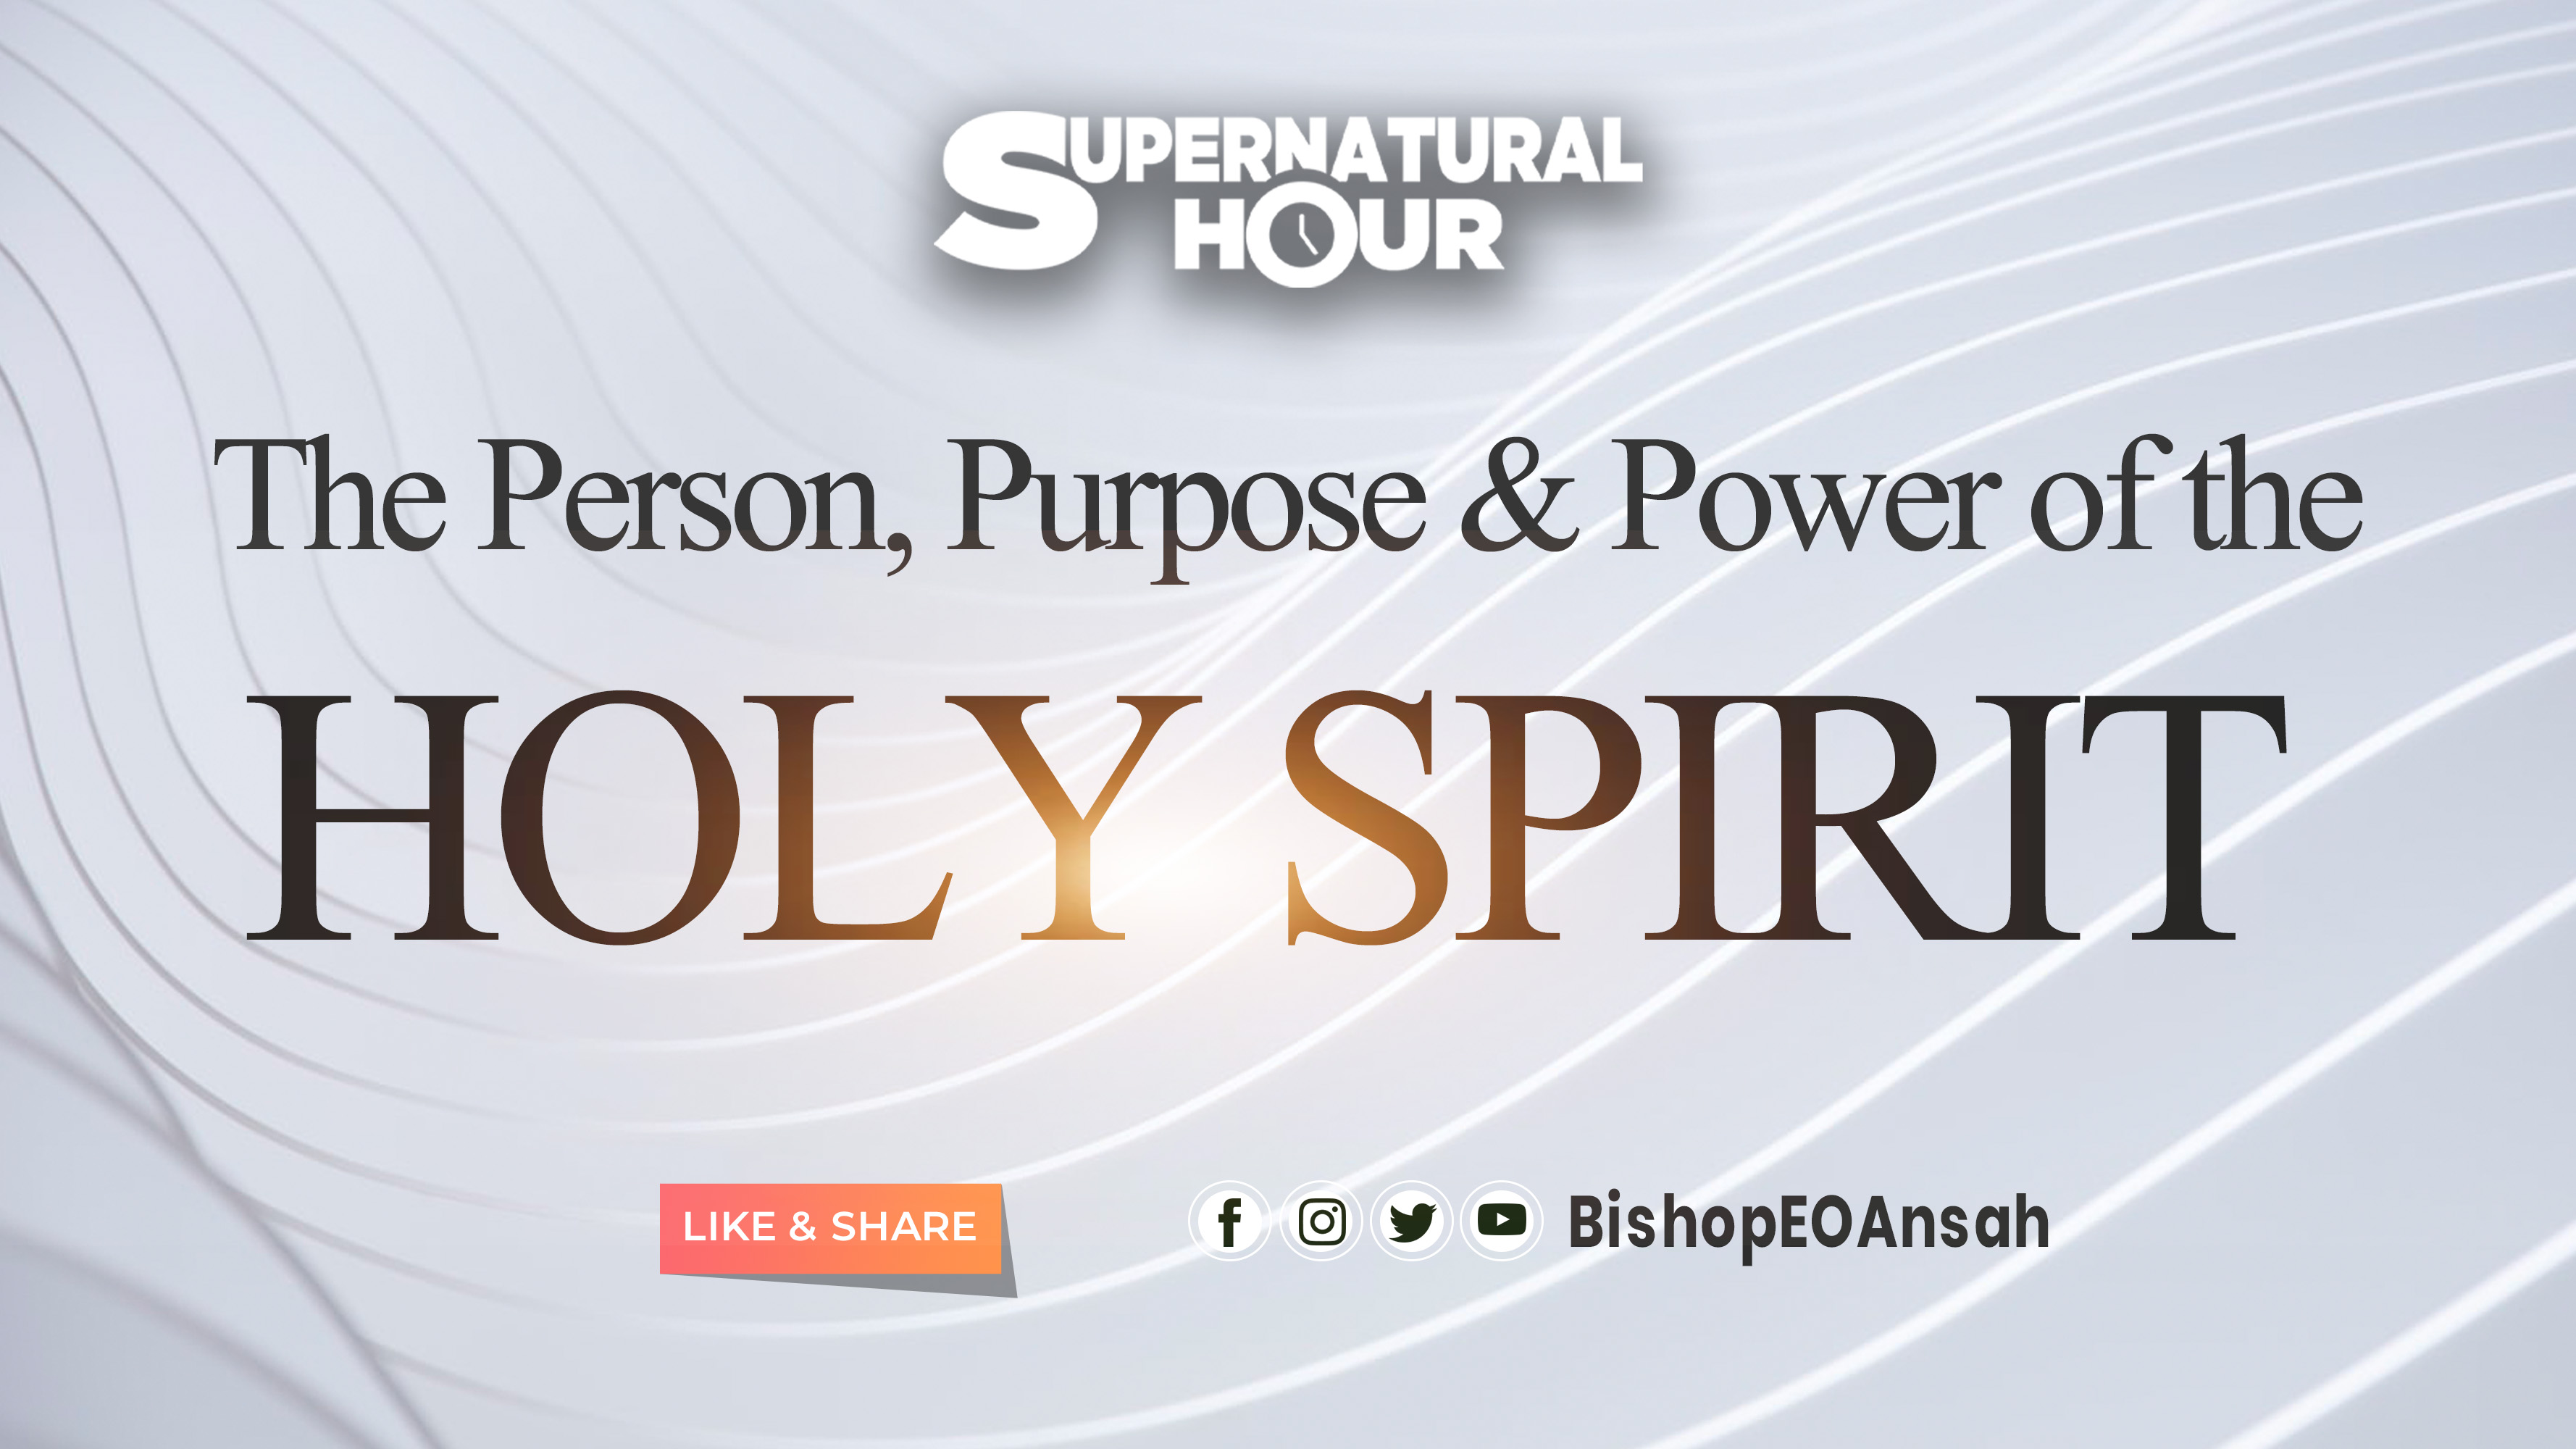 SUPERNATURAL
HOUR
The Person, Purpose & Power of the
HOLY SPIRIT
LIKE & SHARE
BishopEOAnsah